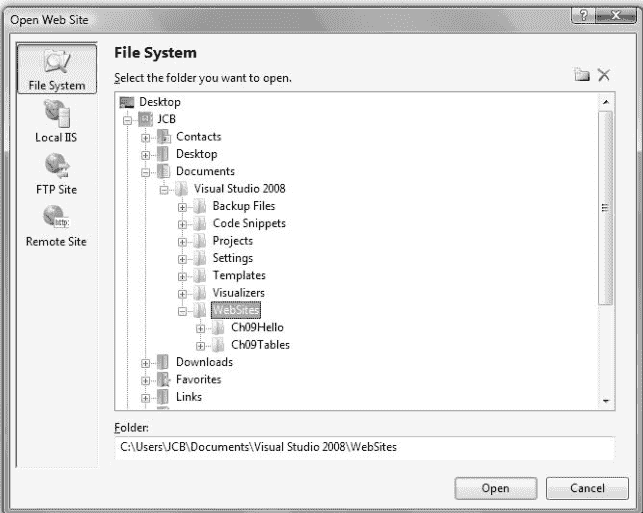 Open Web Site
File System
Local IIS
FTP Site
http:
Remote Site
File System
Select the folder you want to open.
Desktop
JCB
Contacts
Desktop
Documents
Visual Studio 2008
Backup Files
Code Snippets
Projects
Settings
Templates
Visualizers
WebSites
Ch09Hello
Ch09Tables
Downloads
Favorites
Links
Folder:
C:\Users\JCB\Documents\Visual Studio 2008\WebSites
Open
Cancel